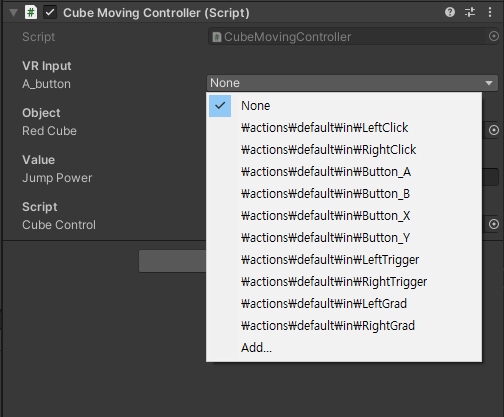 Cube Moving Controller (Script)
Script
CubeMovingController
VR Input
A_button
None
None
₩actions₩default₩in₩LeftClick
₩actions₩default₩in₩RightClick
₩actions₩default₩in₩Button_A
₩actions₩default₩in₩Button_B
₩actions₩default₩in₩Button_X
₩actions₩default₩in₩Button_Y
₩actions₩default₩in₩LeftTrigger
₩actions₩default₩in₩RightTrigger
₩actions₩default₩in₩LeftGrad
₩actions₩default₩in₩RightGrad
Add...
Object
Red Cube
Value
Jump Power
Script
Cube Control